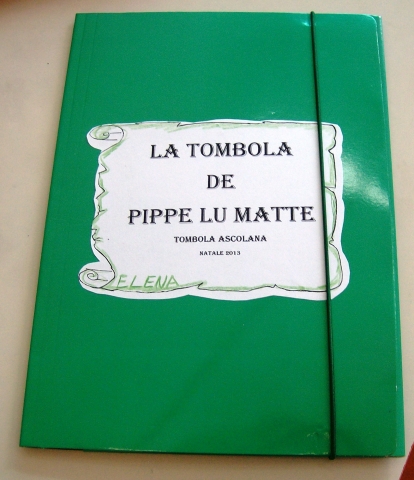 LA TOMBOLA
DE
PIPPE LU MATTE
TOMBOLA ASCOLANA
NATALE 2013
ELENA